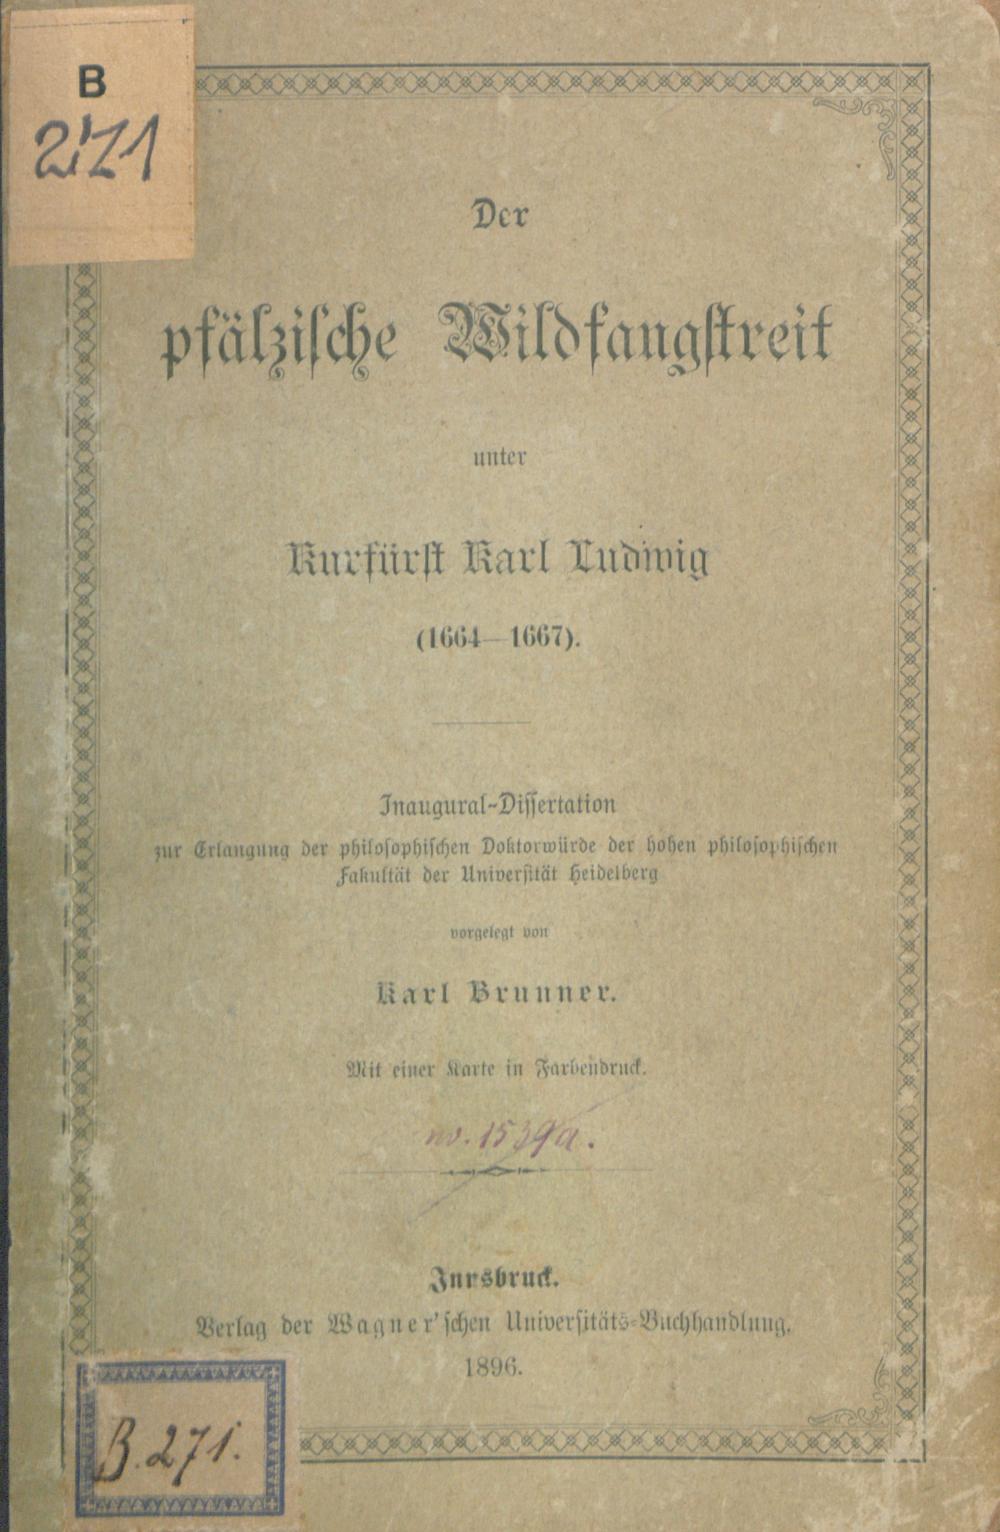 B
271
Der
pfälzische Wildfangstreit
unter
Kurfürst Karl Ludwig
(1664—1667).
Inaugural-Dissertation
zur Erlangung der philosophischen Doktorwürde der hohen philosophischen
Fakultät der Universität Heidelberg
vorgelegt von
Karl Brunner.
Mit einer Karte in Farbendruck.
1539a.
Innsbruck.
Verlag der Wagner'schen Universitäts-Buchhandlung.
1896.
B. 271.